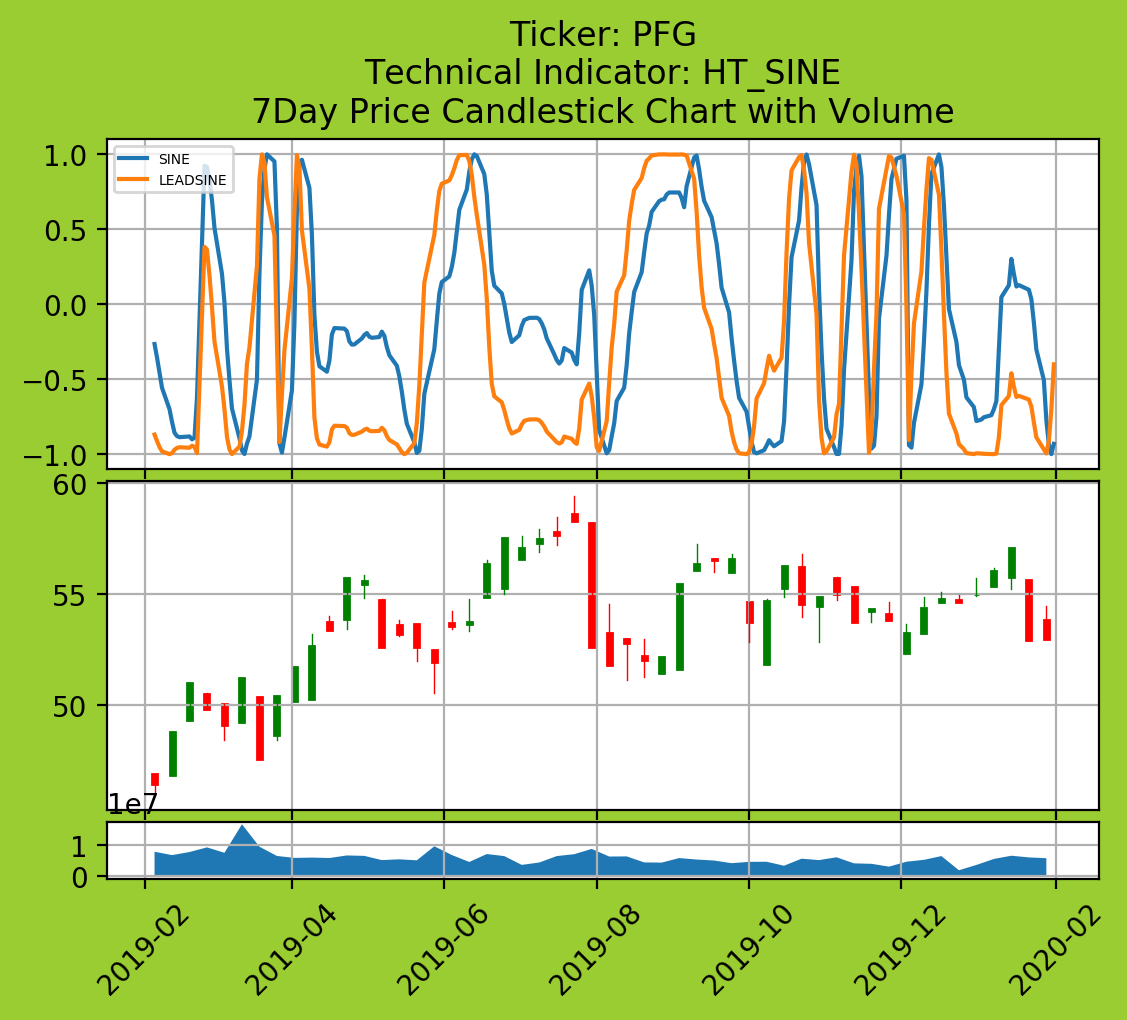 Ticker: PFG
Technical Indicator: HT_SINE
7Day Price Candlestick Chart with Volume
SINE
LEADSINE
1.0
0.5
0.0
−0.5
−1.0
60
55
50
1e7
1
0
2019-02
2019-04
2019-06
2019-08
2019-10
2019-12
2020-02